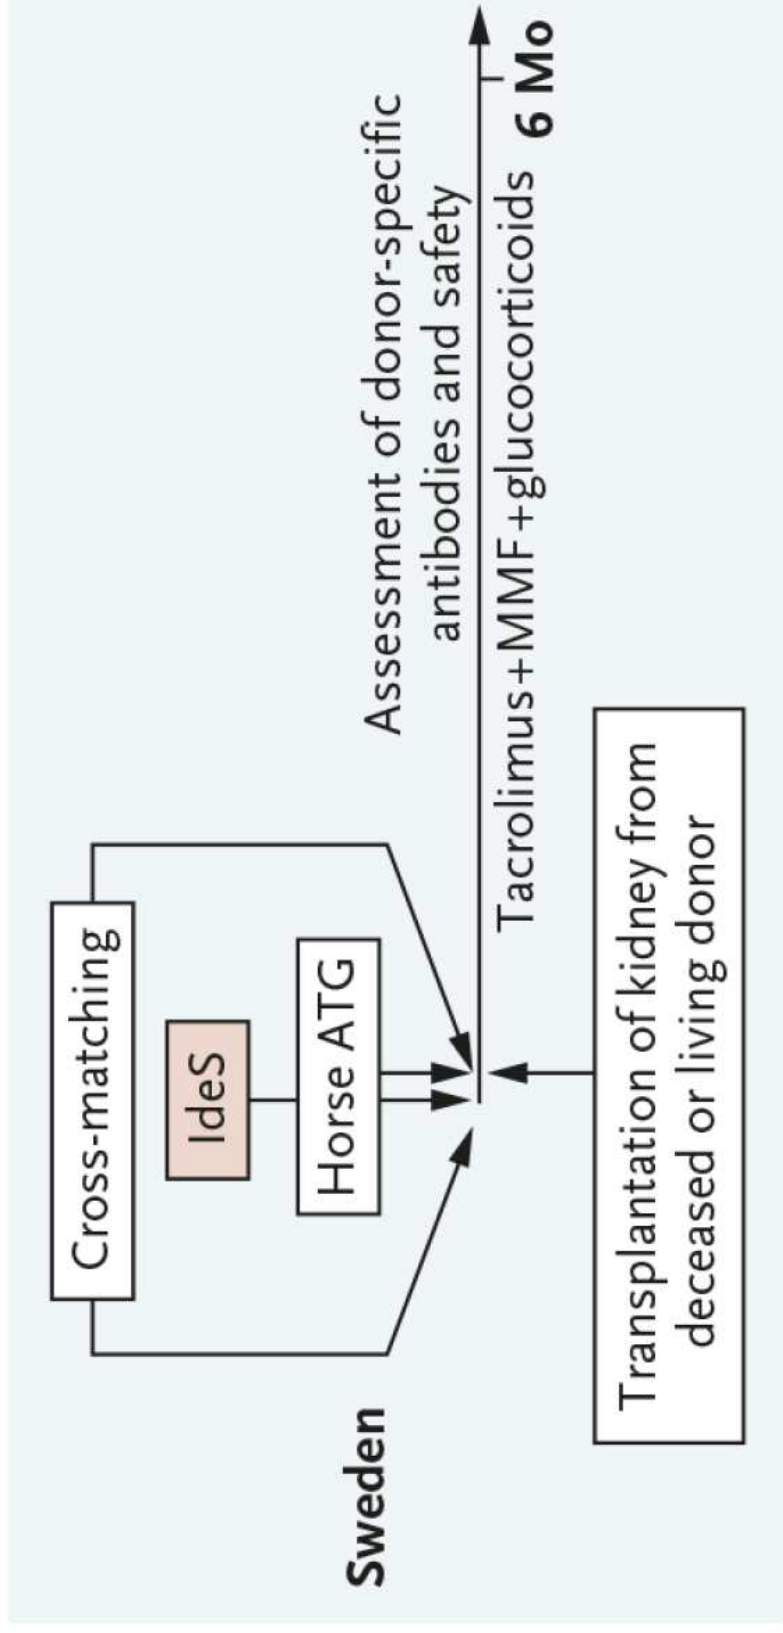 Sweden
Cross-matching
IdeS
Horse ATG
Assessment of donor-specific
antibodies and safety
Tacrolimus+MMF+glucocorticoids
6 Mo
Transplantation of kidney from
deceased or living donor